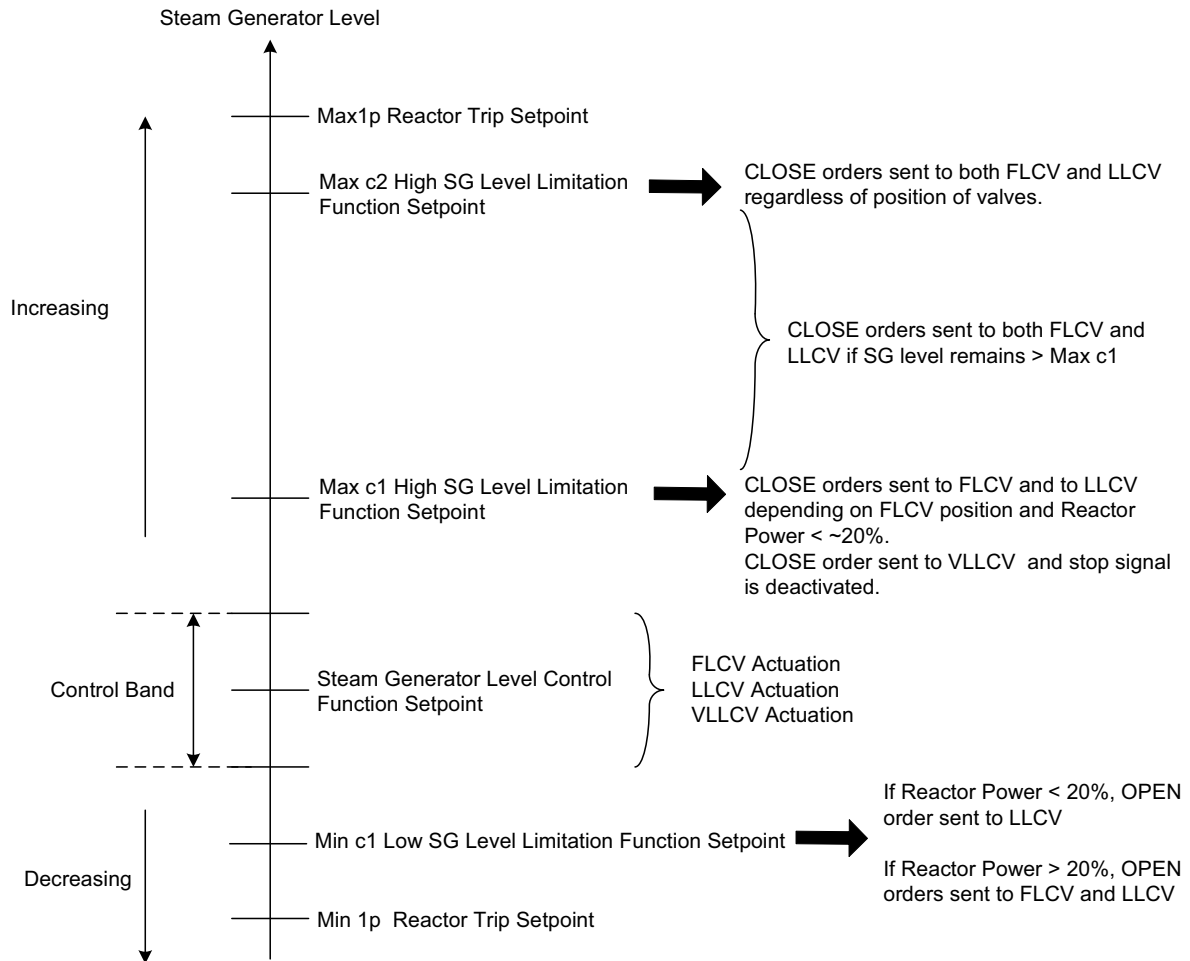 Steam Generator Level
Max1p Reactor Trip Setpoint
Max c2 High SG Level Limitation
Function Setpoint
CLOSE orders sent to both FLCV and LLCV
regardless of position of valves.
Increasing
CLOSE orders sent to both FLCV and
LLCV if SG level remains > Max c1
Max c1 High SG Level Limitation
Function Setpoint
CLOSE orders sent to FLCV and to LLCV
depending on FLCV position and Reactor
Power < ~20%.
CLOSE order sent to VLLCV and stop signal
is deactivated.
Control Band
Steam Generator Level Control
Function Setpoint
FLCV Actuation
LLCV Actuation
VLLCV Actuation
If Reactor Power < 20%, OPEN
order sent to LLCV
Min c1 Low SG Level Limitation Function Setpoint
If Reactor Power > 20%, OPEN
orders sent to FLCV and LLCV
Decreasing
Min 1p Reactor Trip Setpoint